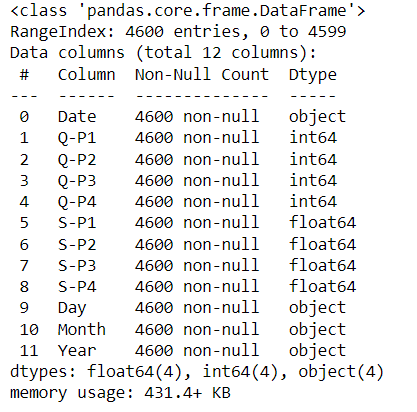 <class 'pandas.core.frame.DataFrame'>
RangeIndex: 4600 entries, 0 to 4599
Data columns (total 12 columns):
 #   Column  Non-Null Count  Dtype
---  ------  --------------  -----
 0   Date    4600 non-null   object
 1   Q-P1    4600 non-null   int64
 2   Q-P2    4600 non-null   int64
 3   Q-P3    4600 non-null   int64
 4   Q-P4    4600 non-null   int64
 5   S-P1    4600 non-null   float64
 6   S-P2    4600 non-null   float64
 7   S-P3    4600 non-null   float64
 8   S-P4    4600 non-null   float64
 9   Day     4600 non-null   object
 10  Month   4600 non-null   object
 11  Year    4600 non-null   object
dtypes: float64(4), int64(4), object(4)
memory usage: 431.4+ KB